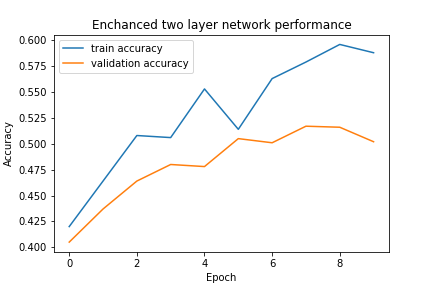 Enchanced two layer network performance
train accuracy
validation accuracy
0.600
0.575
0.550
0.525
0.500
0.475
0.450
0.425
0.400
Accuracy
0 2 4 6 8
Epoch